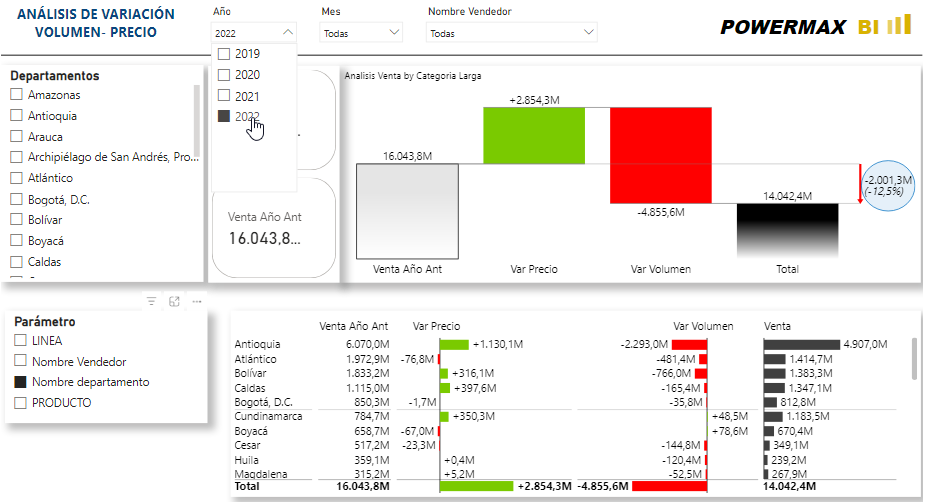 ANÁLISIS DE VARIACIÓN
VOLUMEN- PRECIO
Año
2022
2019
2020
2021
2022
Mes
Todas
Nombre Vendedor
Todas
POWERMAX BI
Departamentos
Amazonas
Antioquia
Arauca
Archipiélago de San Andrés, Pro...
Atlántico
Bogotá, D.C.
Bolívar
Boyacá
Caldas
Venta Año Ant
16.043,8...
Analisis Venta by Categoria Larga
16.043,8M
+2.854,3M
-4.855,6M
14.042,4M
-2.001,3M
(-12,5%)
Venta Año Ant Var Precio Var Volumen Total
Parámetro
LINEA
Nombre Vendedor
Nombre departamento
PRODUCTO
Venta Año Ant Var Precio Var Volumen Venta
Antioquia 6.070,0M +1.130,1M -2.293,0M 4.907,0M
Atlántico 1.972,9M -76,8M -481,4M 1.414,7M
Bolívar 1.833,2M +316,1M -766,0M 1.383,3M
Caldas 1.115,0M +397,6M -165,4M 1.347,1M
Bogotá, D.C. 850,3M -1,7M -35,8M 812,8M
Cundinamarca 784,7M +350,3M +48,5M 1.183,5M
Boyacá 658,7M -67,0M +78,6M 670,4M
Cesar 517,2M -23,3M -144,8M 349,1M
Huila 359,1M +0,4M -120,4M 239,2M
Magdalena 315,2M +5,2M -52,5M 267,9M
Total 16.043,8M +2.854,3M -4.855,6M 14.042,4M